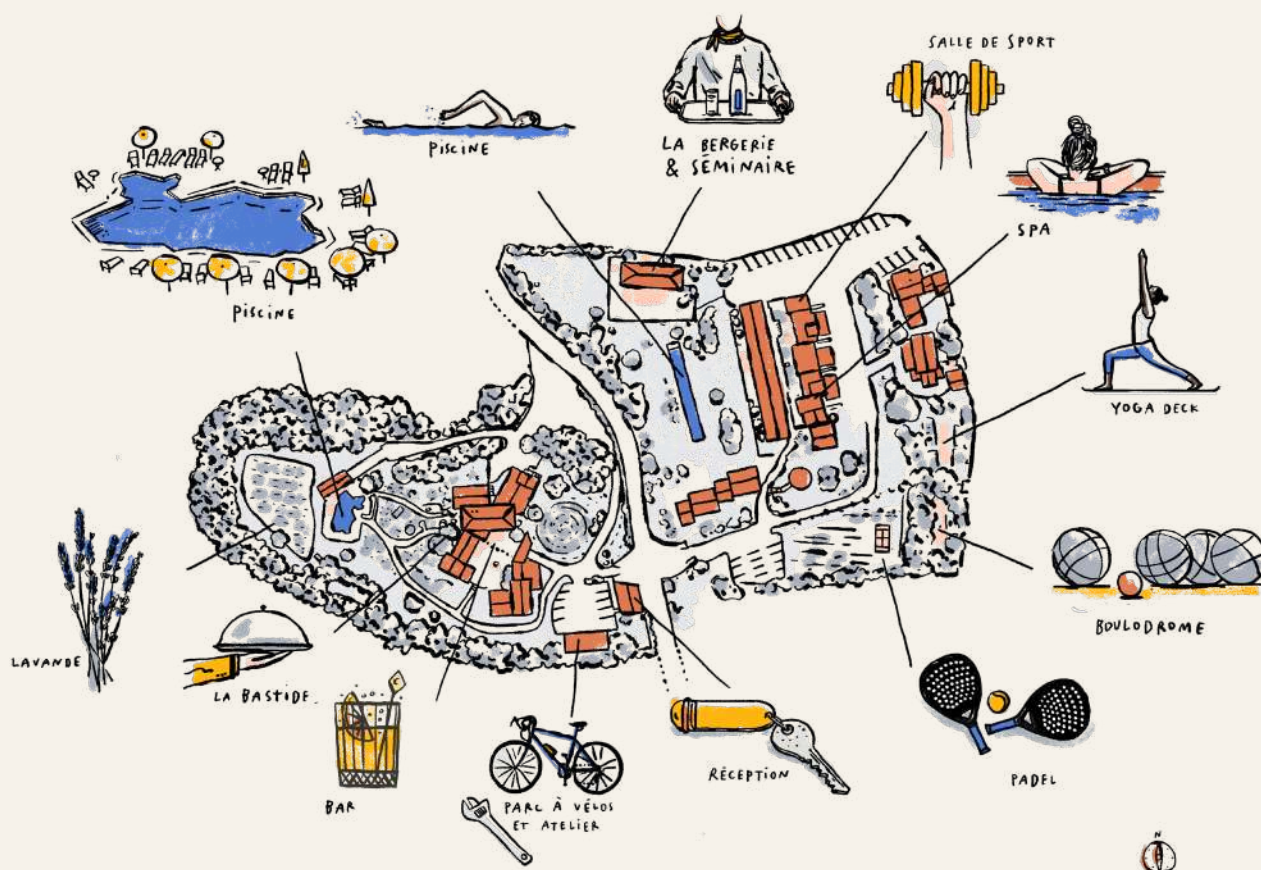 SALLE DE SPORT
PISCINE
LA BERGERIE
& SÉMINAIRE
SPA
PISCINE
YOGA DECK
BOULODROME
LAVANDE
LA BASTIDE
BAR
PARC À VÉLOS
ET ATELIER
RÉCEPTION
PADEL
N